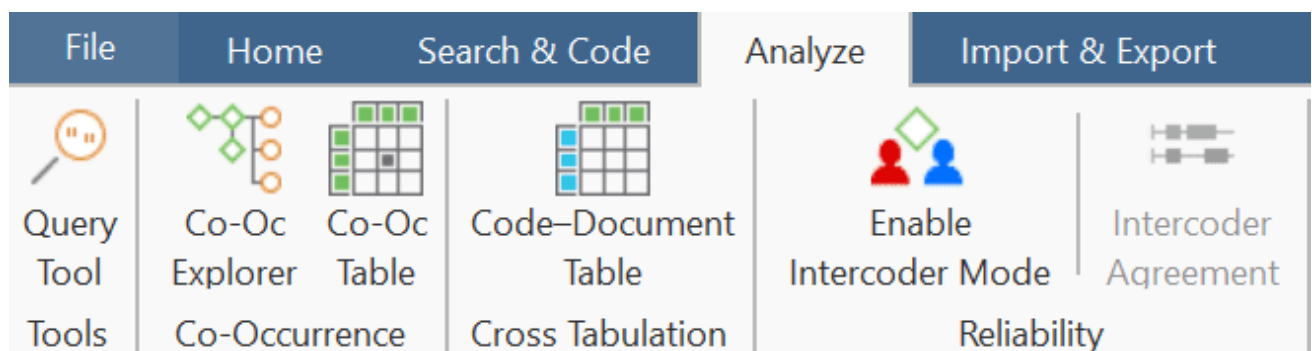 File Home Search & Code Analyze Import & Export
Query Co-Oc Co-Oc Code–Document Enable Intercoder
Tool Explorer Table Table Intercoder Mode Agreement
Tools Co-Occurrence Cross Tabulation Reliability